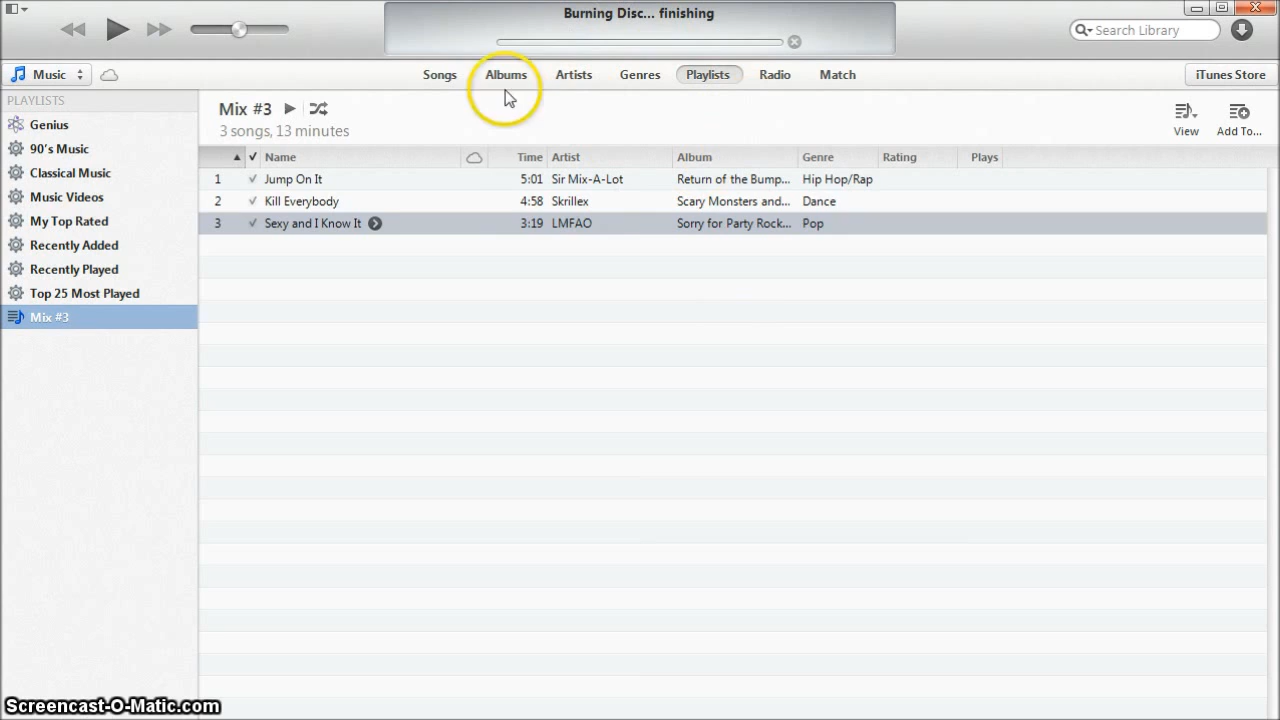 Burning Disc... finishing
Search Library
Music
Songs Albums Artists Genres Playlists Radio Match
iTunes Store
PLAYLISTS
Genius
90's Music
Classical Music
Music Videos
My Top Rated
Recently Added
Recently Played
Top 25 Most Played
Mix #3
Mix #3
3 songs, 13 minutes
View Add To...
Name Time Artist Album Genre Rating Plays
1 Jump On It 5:01 Sir Mix-A-Lot Return of the Bump... Hip Hop/Rap
2 Kill Everybody 4:58 Skrillex Scary Monsters and... Dance
3 Sexy and I Know It 3:19 LMFAO Sorry for Party Rock... Pop
Screencast-O-Matic.com